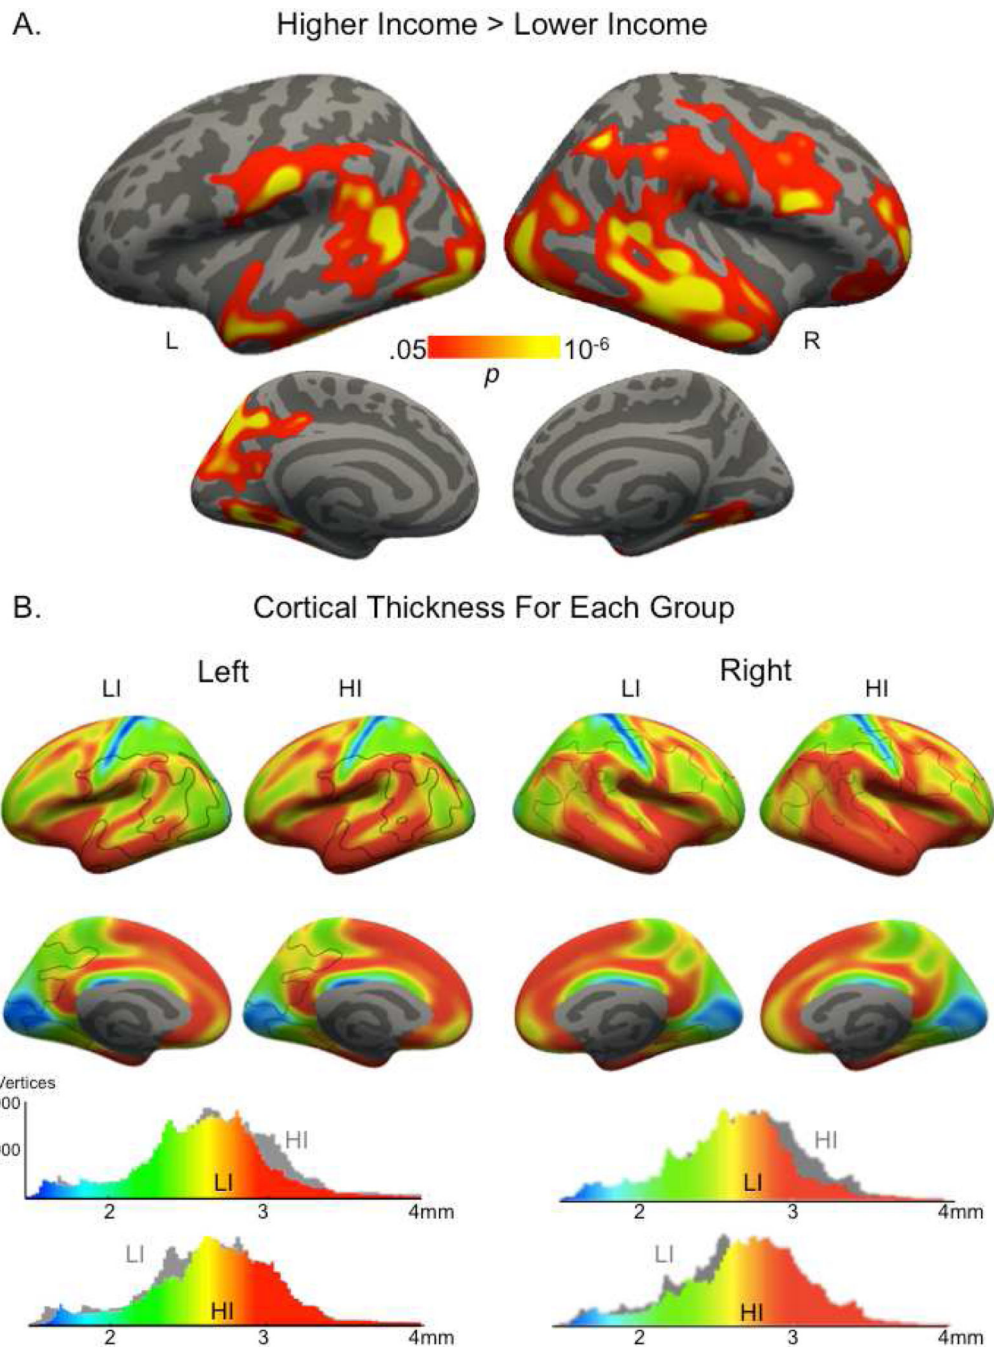 A. Higher Income > Lower Income
L R
.05 10-6
p
B. Cortical Thickness For Each Group
Left Right
LI HI LI HI
Vertices
000
000
HI HI
LI LI
2 3 4mm 2 3 4mm
LI LI
HI HI
2 3 4mm 2 3 4mm